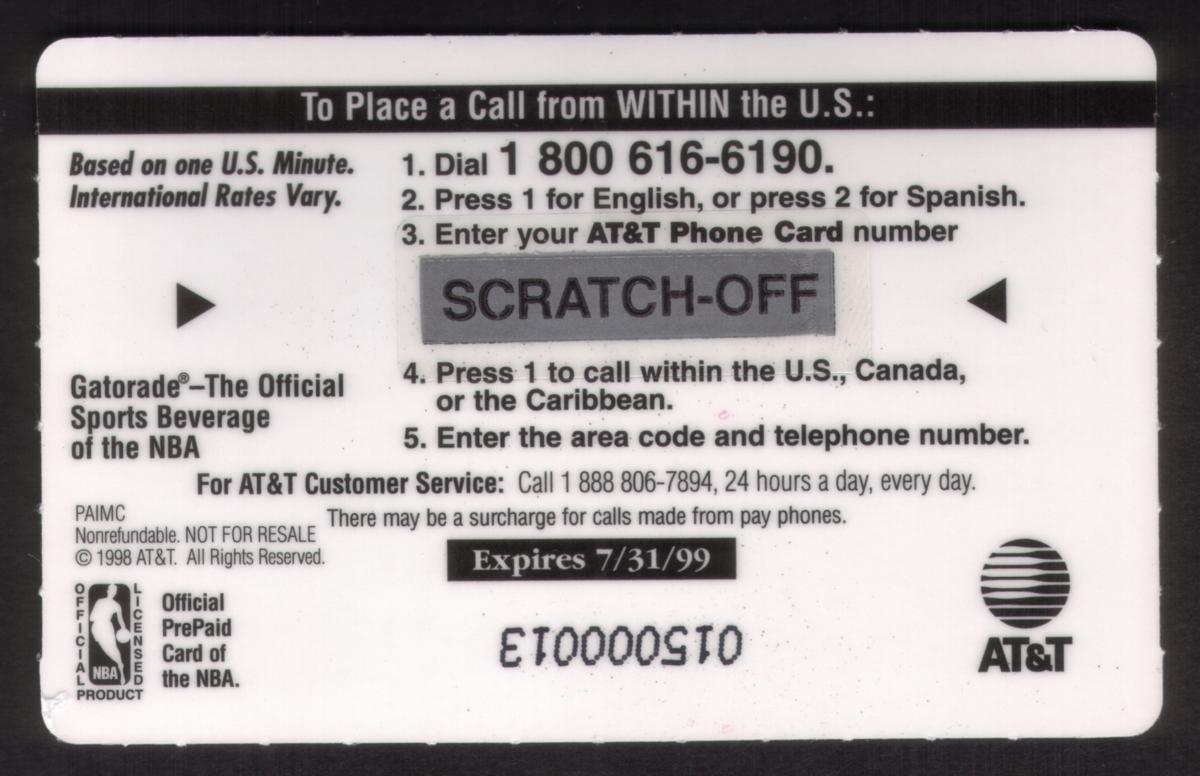 To Place a Call from WITHIN the U.S.:
Based on one U.S. Minute.
International Rates Vary.
1. Dial 1 800 616-6190.
2. Press 1 for English, or press 2 for Spanish.
3. Enter your AT&T Phone Card number
SCRATCH-OFF
Gatorade®–The Official
Sports Beverage
of the NBA
4. Press 1 to call within the U.S., Canada,
or the Caribbean.
5. Enter the area code and telephone number.
For AT&T Customer Service: Call 1 888 806-7894, 24 hours a day, every day.
PAIMC
Nonrefundable. NOT FOR RESALE
© 1998 AT&T. All Rights Reserved.
There may be a surcharge for calls made from pay phones.
Expires 7/31/99
OFFICIAL
LICENSED
NBA
PRODUCT
Official
PrePaid
Card of
the NBA.
015000013
AT&T